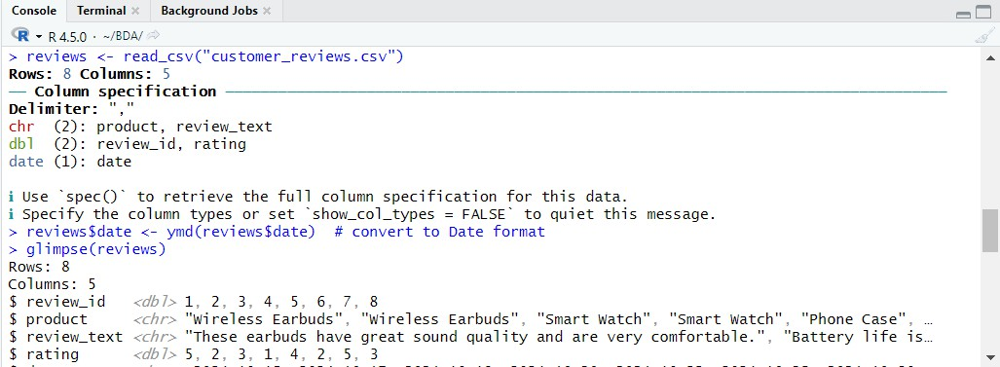 Console Terminal Background Jobs
R 4.5.0 · ~/BDA/
> reviews <- read_csv("customer_reviews.csv")
Rows: 8 Columns: 5
── Column specification ──
Delimiter: ","
chr (2): product, review_text
dbl (2): review_id, rating
date (1): date
ℹ Use `spec()` to retrieve the full column specification for this data.
ℹ Specify the column types or set `show_col_types = FALSE` to quiet this message.
> reviews$date <- ymd(reviews$date) # convert to Date format
> glimpse(reviews)
Rows: 8
Columns: 5
$ review_id <dbl> 1, 2, 3, 4, 5, 6, 7, 8
$ product <chr> "Wireless Earbuds", "Wireless Earbuds", "Smart Watch", "Smart Watch", "Phone Case", …
$ review_text <chr> "These earbuds have great sound quality and are very comfortable.", "Battery life is…
$ rating <dbl> 5, 2, 3, 1, 4, 2, 5, 3